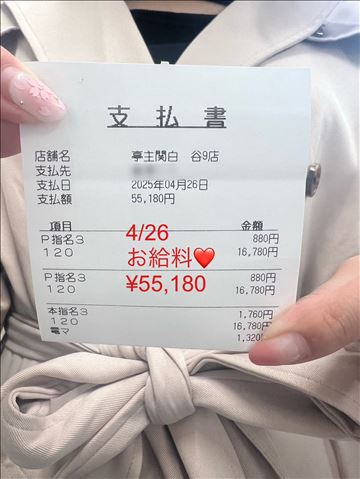 支払書
店舗名 亭主関白 谷9店
支払先
支払日 2025年04月26日
支払額 55,180円
項目 金額
P指名3 880円
120 16,780円
P指名3 880円
120 16,780円
本指名3 1,760円
120 16,780円
電マ 1,320円
4/26
お給料❤
¥55,180